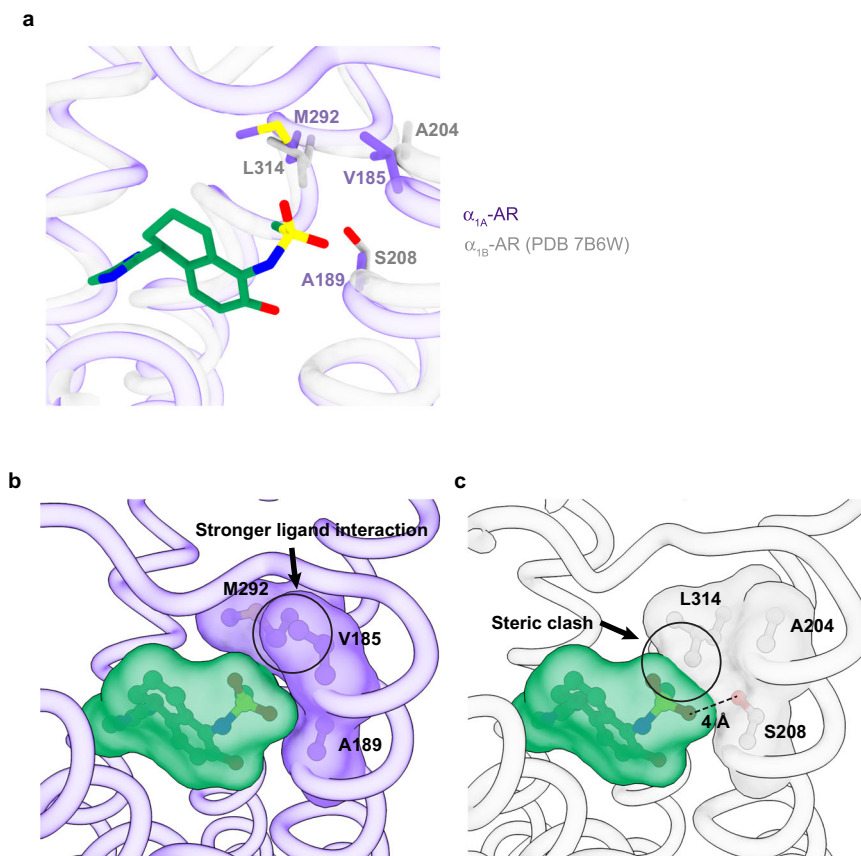 a
M292
A204
L314
V185
S208
A189
α1A-AR
α1B-AR (PDB 7B6W)
b
Stronger ligand interaction
M292
V185
A189
c
L314
Steric clash
A204
4 Å
S208